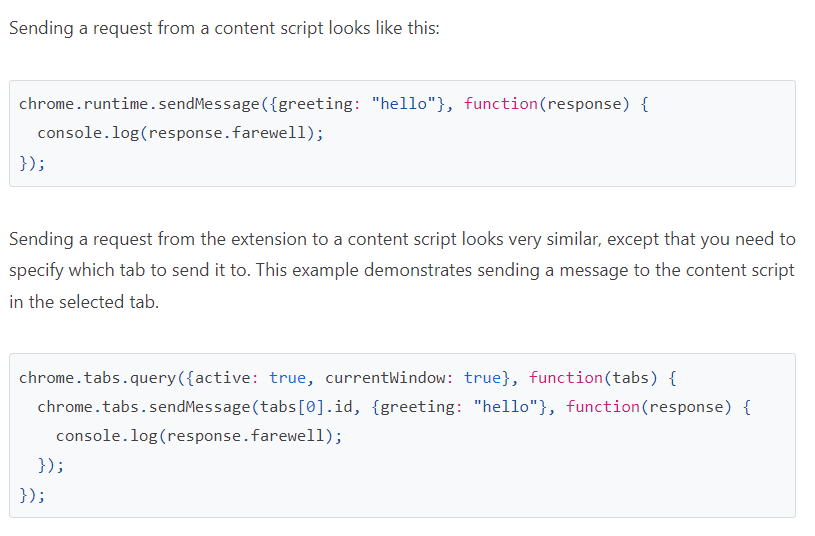 Sending a request from a content script looks like this:
chrome.runtime.sendMessage({greeting: "hello"}, function(response) {
  console.log(response.farewell);
});
Sending a request from the extension to a content script looks very similar, except that you need to
specify which tab to send it to. This example demonstrates sending a message to the content script
in the selected tab.
chrome.tabs.query({active: true, currentWindow: true}, function(tabs) {
  chrome.tabs.sendMessage(tabs[0].id, {greeting: "hello"}, function(response) {
    console.log(response.farewell);
  });
});